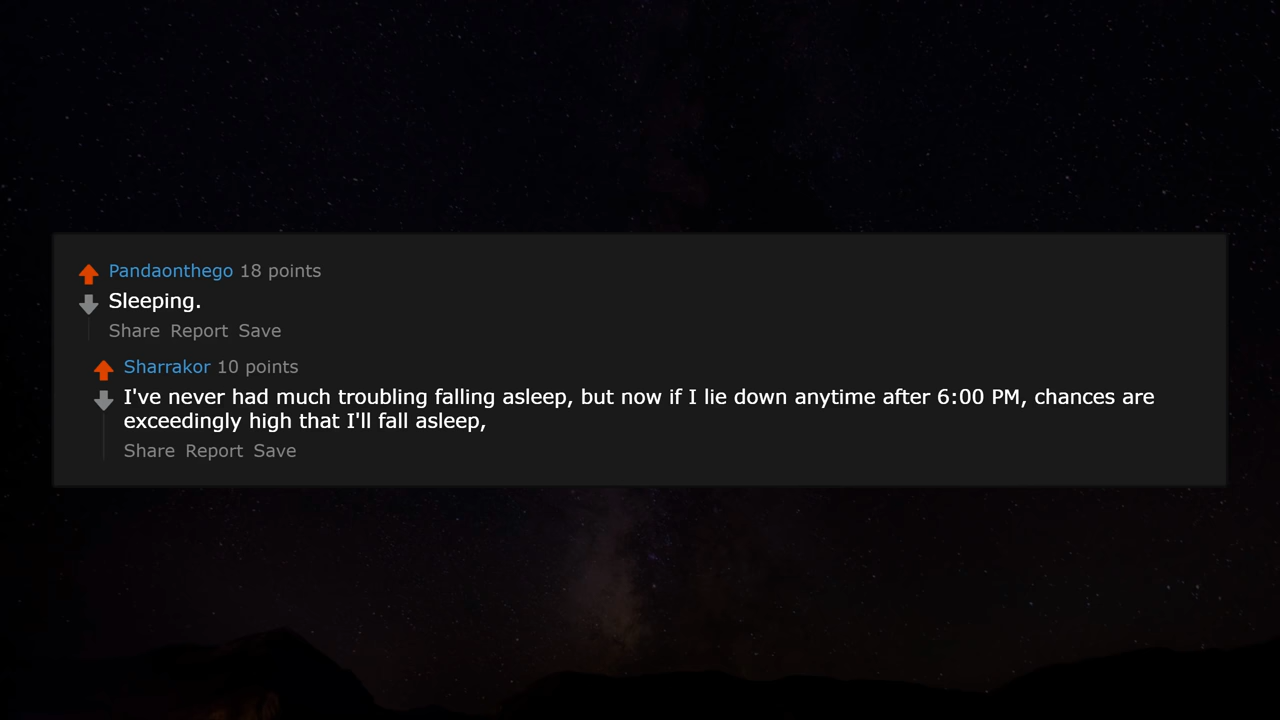 Pandaonthego 18 points
Sleeping.
Share Report Save
Sharrakor 10 points
I've never had much troubling falling asleep, but now if I lie down anytime after 6:00 PM, chances are
exceedingly high that I'll fall asleep,
Share Report Save